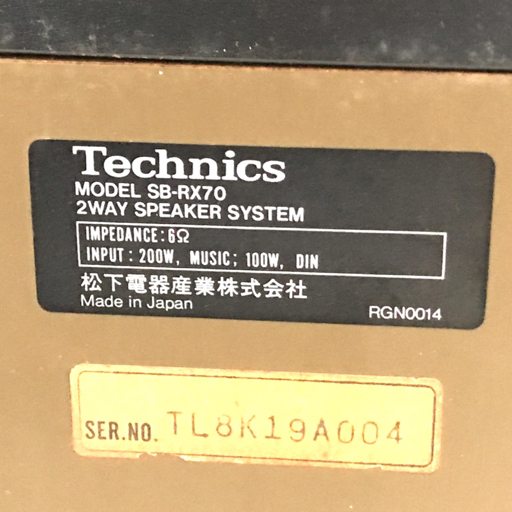 Technics
MODEL SB-RX70
2WAY SPEAKER SYSTEM
IMPEDANCE:6Ω
INPUT : 200W, MUSIC; 100W, DIN
松下電器産業株式会社
Made in Japan
RGN0014
SER.NO. TL8K19A004